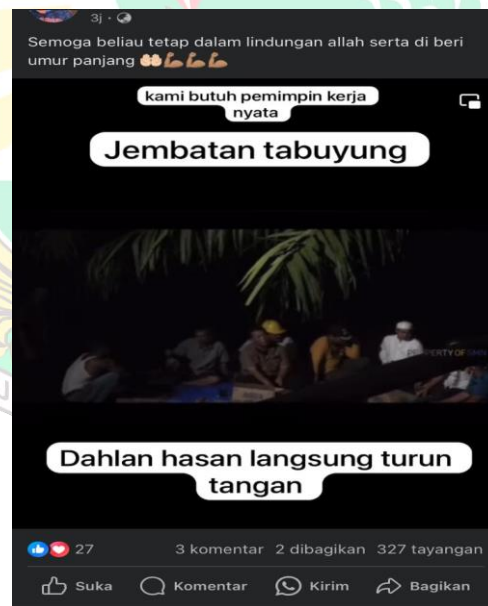 3j
Semoga beliau tetap dalam lindungan allah serta di beri
umur panjang
kami butuh pemimpin kerja
nyata
Jembatan tabuyung
PROPERTY OF
Dahlan hasan langsung turun
tangan
27
3 komentar 2 dibagikan 327 tayangan
Suka Komentar Kirim Bagikan